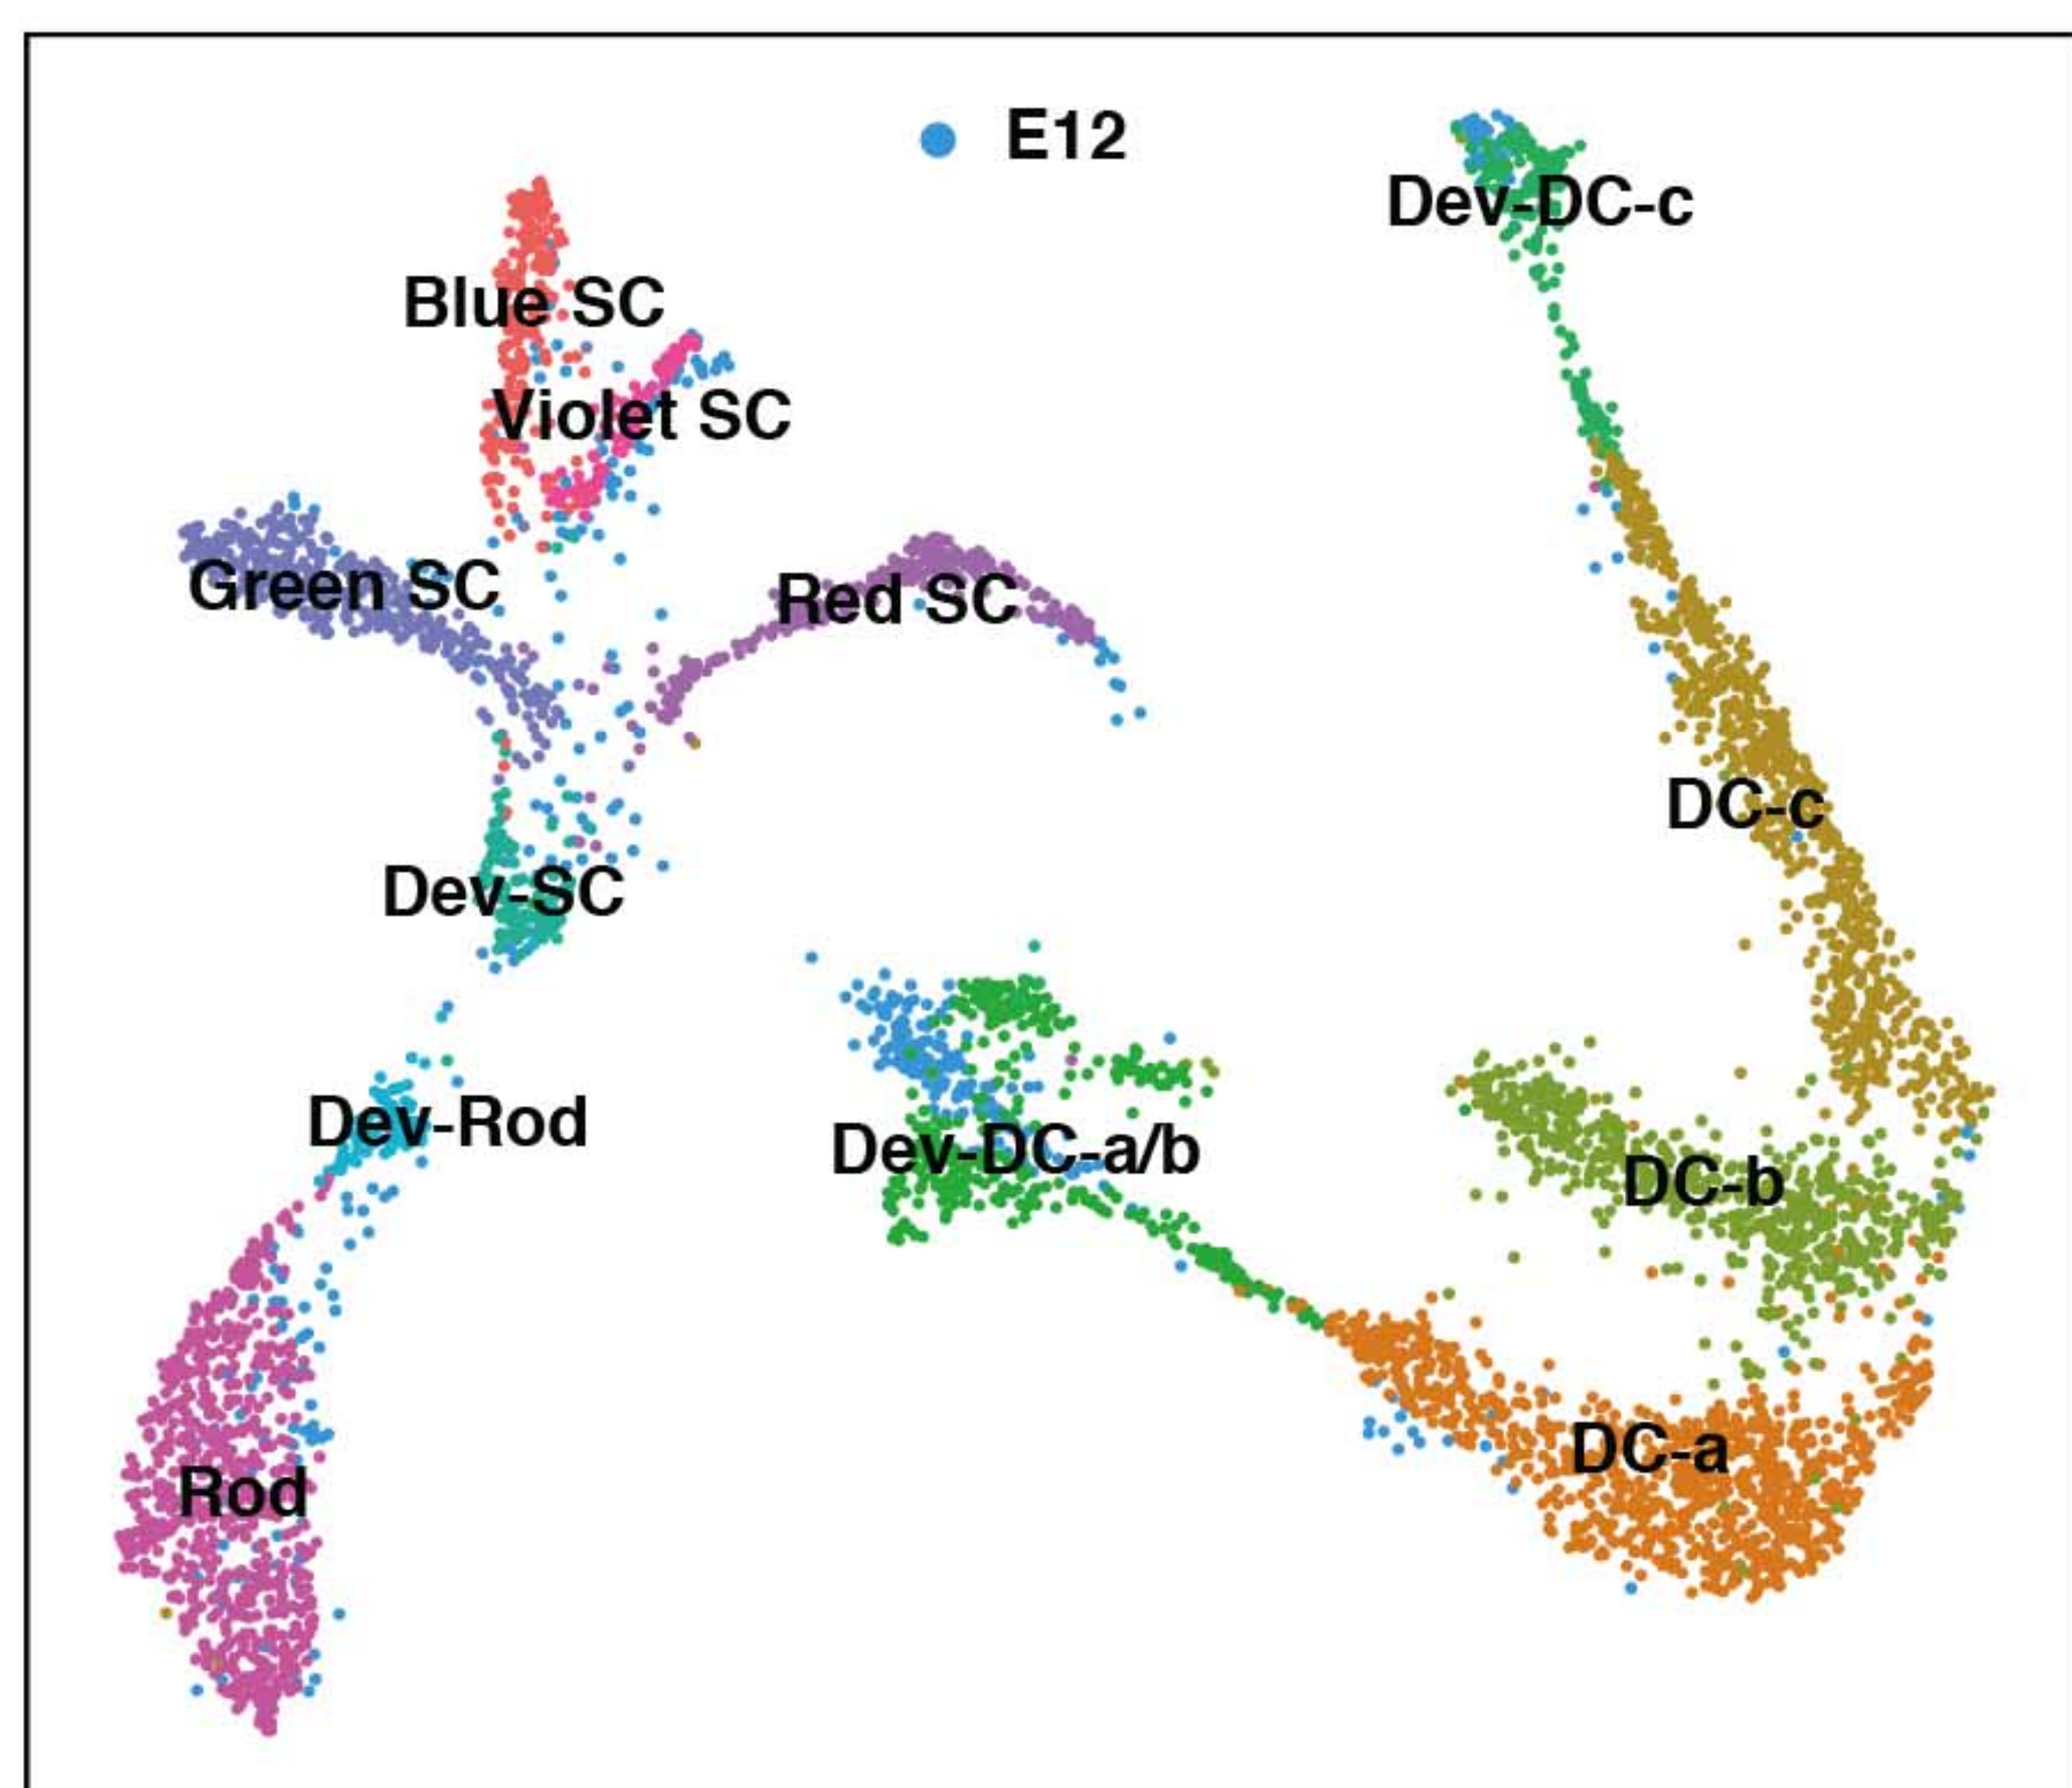 E12
Dev-DC-c
Blue SC
Violet SC
Green SC
Red SC
DC-c
Dev-SC
Dev-Rod
Dev-DC-a/b
DC-b
DC-a
Rod